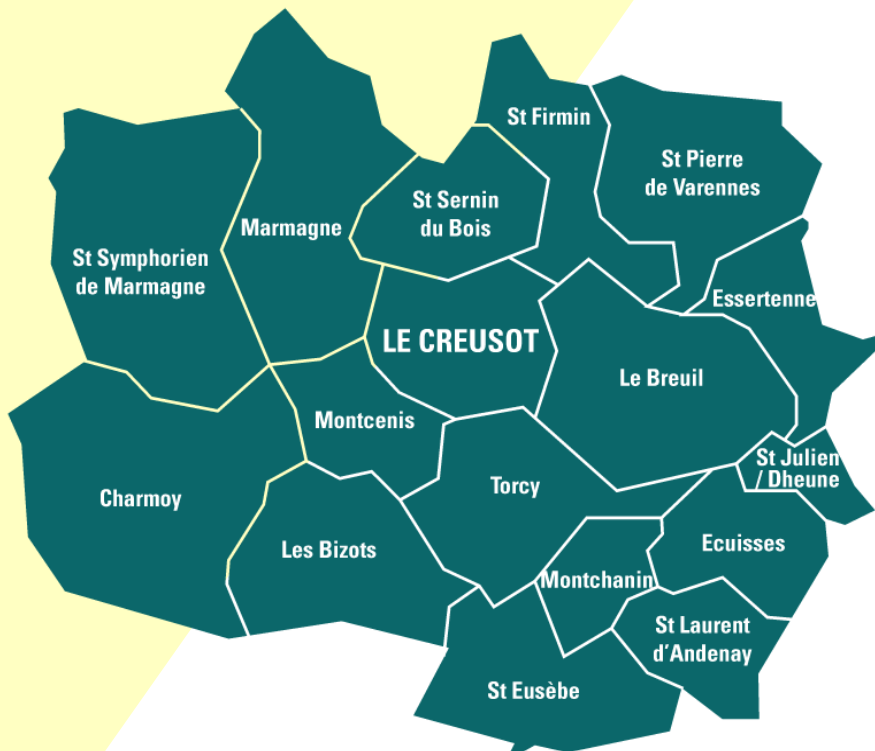 St Firmin
St Pierre
de Varennes
St Sernin
du Bois
Marmagne
St Symphorien
de Marmagne
Essertenne
LE CREUSOT
Le Breuil
Montcenis
St Julien
/ Dheune
Torcy
Charmoy
Les Bizots
Ecuisses
Montchanin
St Laurent
d'Andenay
St Eusèbe